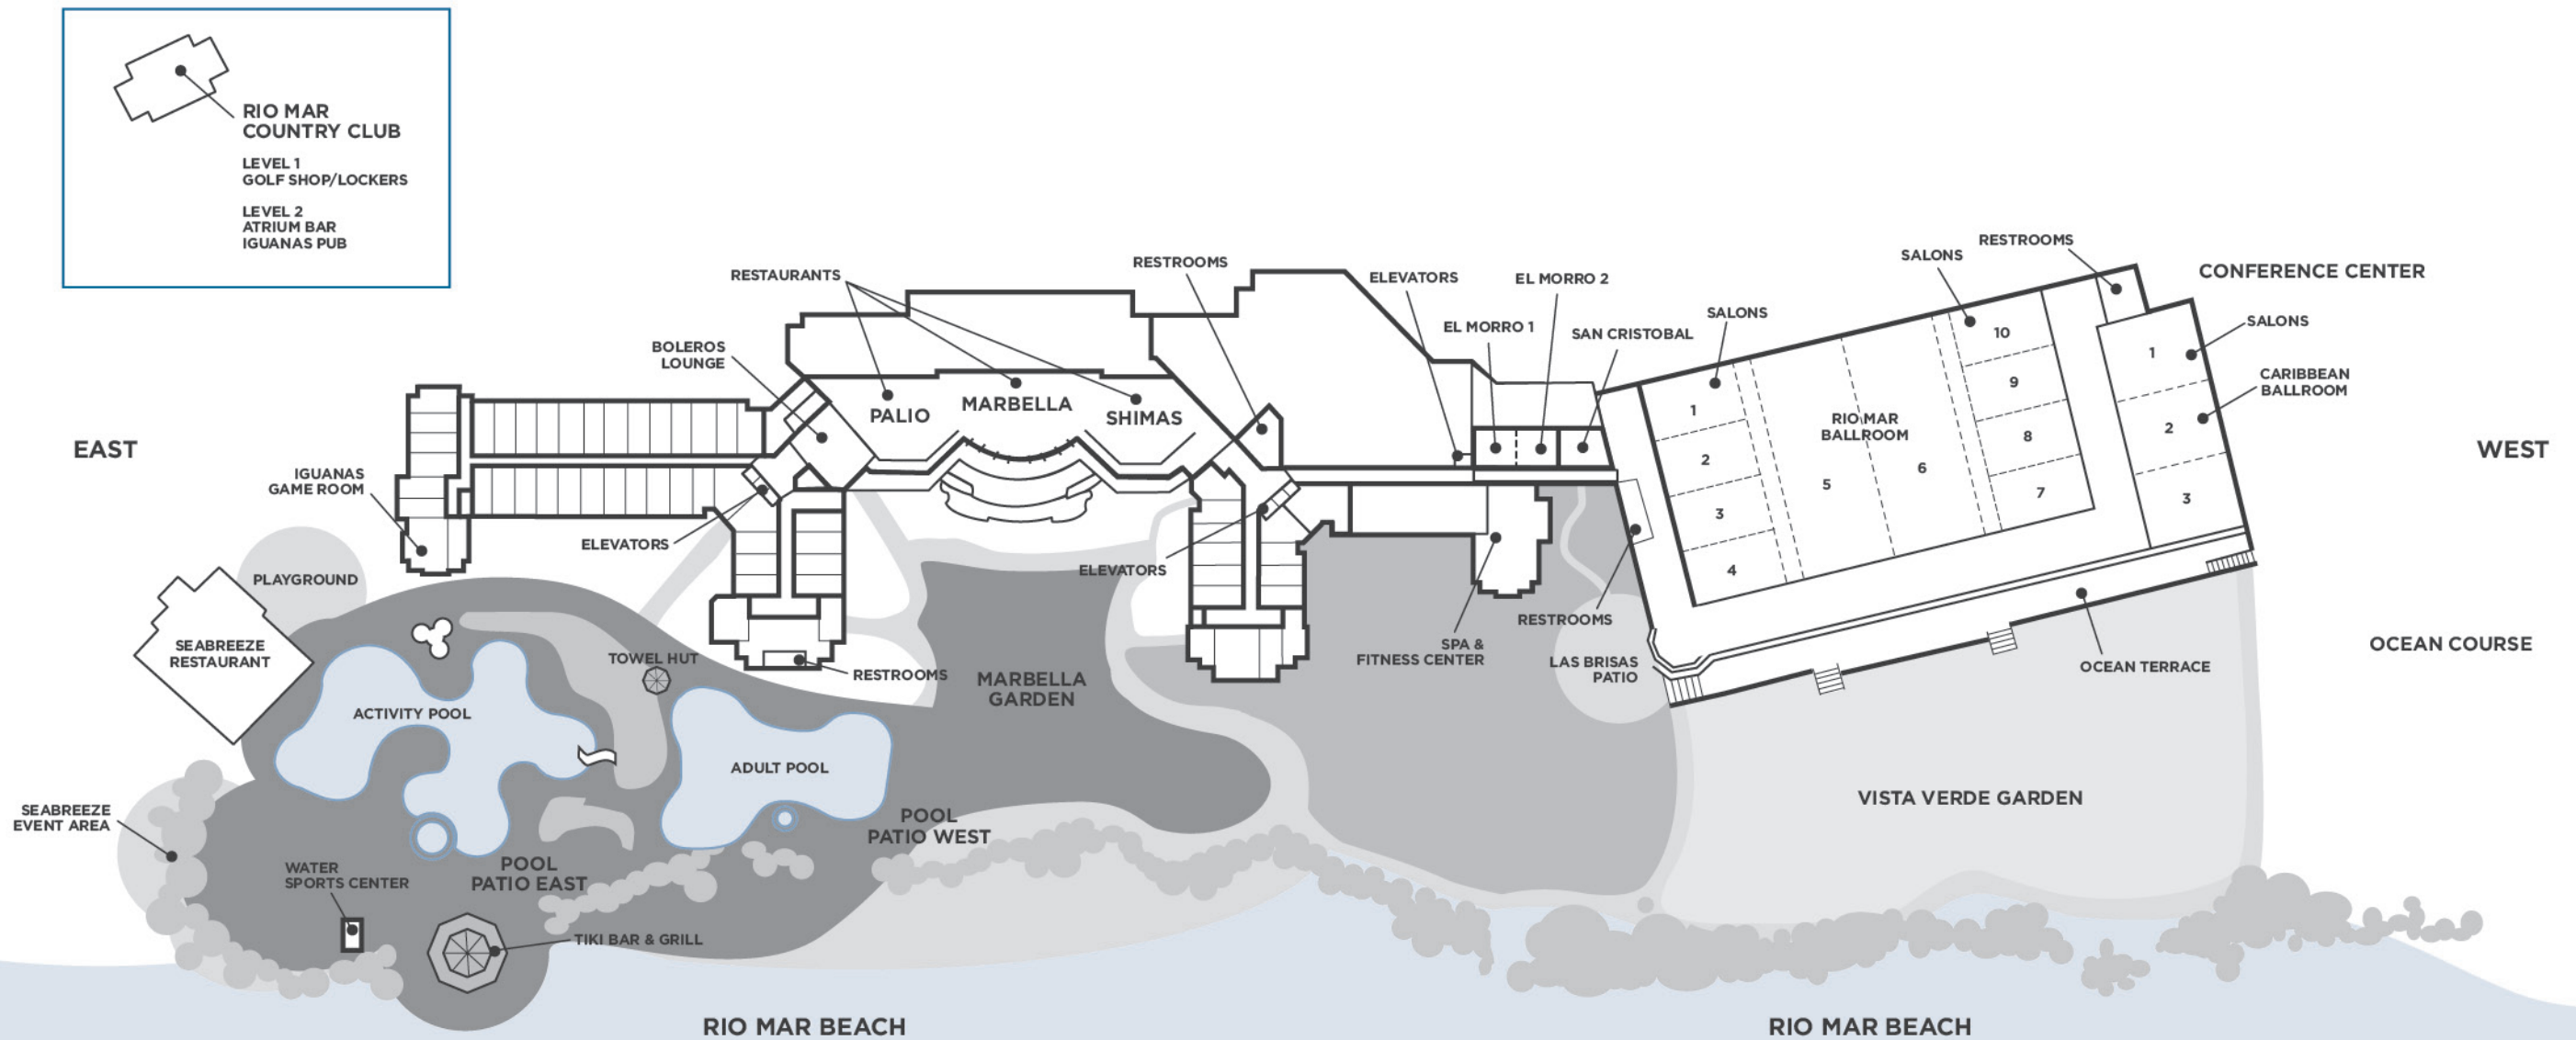 RIO MAR
COUNTRY CLUB
LEVEL 1
GOLF SHOP/LOCKERS
LEVEL 2
ATRIUM BAR
IGUANAS PUB
RESTROOMS
SALONS
CONFERENCE CENTER
RESTROOMS
RESTAURANTS
ELEVATORS
EL MORRO 2
EL MORRO 1
SAN CRISTOBAL
SALONS
SALONS
BOLEROS
LOUNGE
PALIO
MARBELLA
SHIMAS
CARIBBEAN
BALLROOM
10
9
8
7
1
2
3
4
RIO MAR
BALLROOM
5
6
1
2
3
EAST
WEST
IGUANAS
GAME ROOM
ELEVATORS
ELEVATORS
PLAYGROUND
SEABREEZE
RESTAURANT
TOWEL HUT
RESTROOMS
MARBELLA
GARDEN
SPA &
FITNESS CENTER
RESTROOMS
LAS BRISAS
PATIO
OCEAN TERRACE
OCEAN COURSE
ACTIVITY POOL
ADULT POOL
VISTA VERDE GARDEN
SEABREEZE
EVENT AREA
POOL
PATIO WEST
WATER
SPORTS CENTER
POOL
PATIO EAST
TIKI BAR & GRILL
RIO MAR BEACH
RIO MAR BEACH